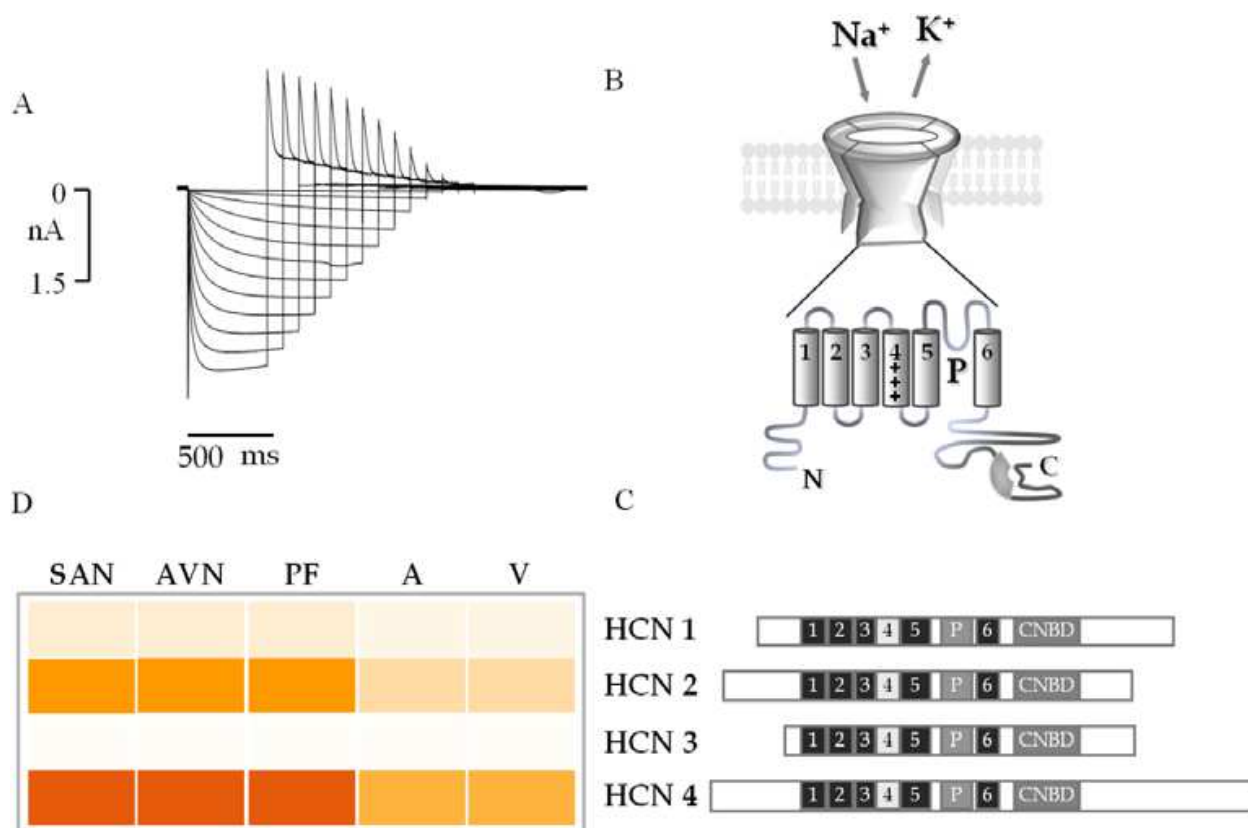 A
0
nA
1.5
500 ms
B
Na⁺ K⁺
1 2 3 4 5 P 6
+
+
+
N
C
D
SAN AVN PF A V
C
HCN 1 1 2 3 4 5 P 6 CNBD
HCN 2 1 2 3 4 5 P 6 CNBD
HCN 3 1 2 3 4 5 P 6 CNBD
HCN 4 1 2 3 4 5 P 6 CNBD